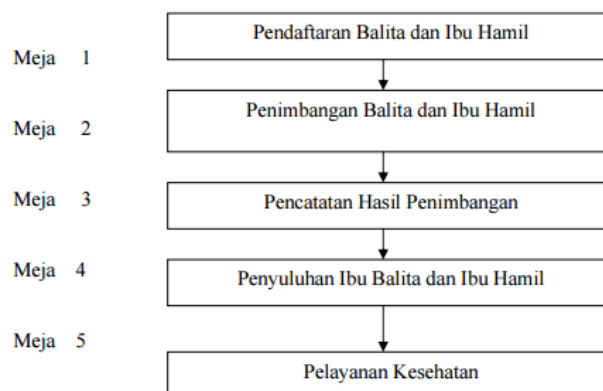 Pendaftaran Balita dan Ibu Hamil
Meja 1
Penimbangan Balita dan Ibu Hamil
Meja 2
Meja 3
Pencatatan Hasil Penimbangan
Meja 4
Penyuluhan Ibu Balita dan Ibu Hamil
Meja 5
Pelayanan Kesehatan